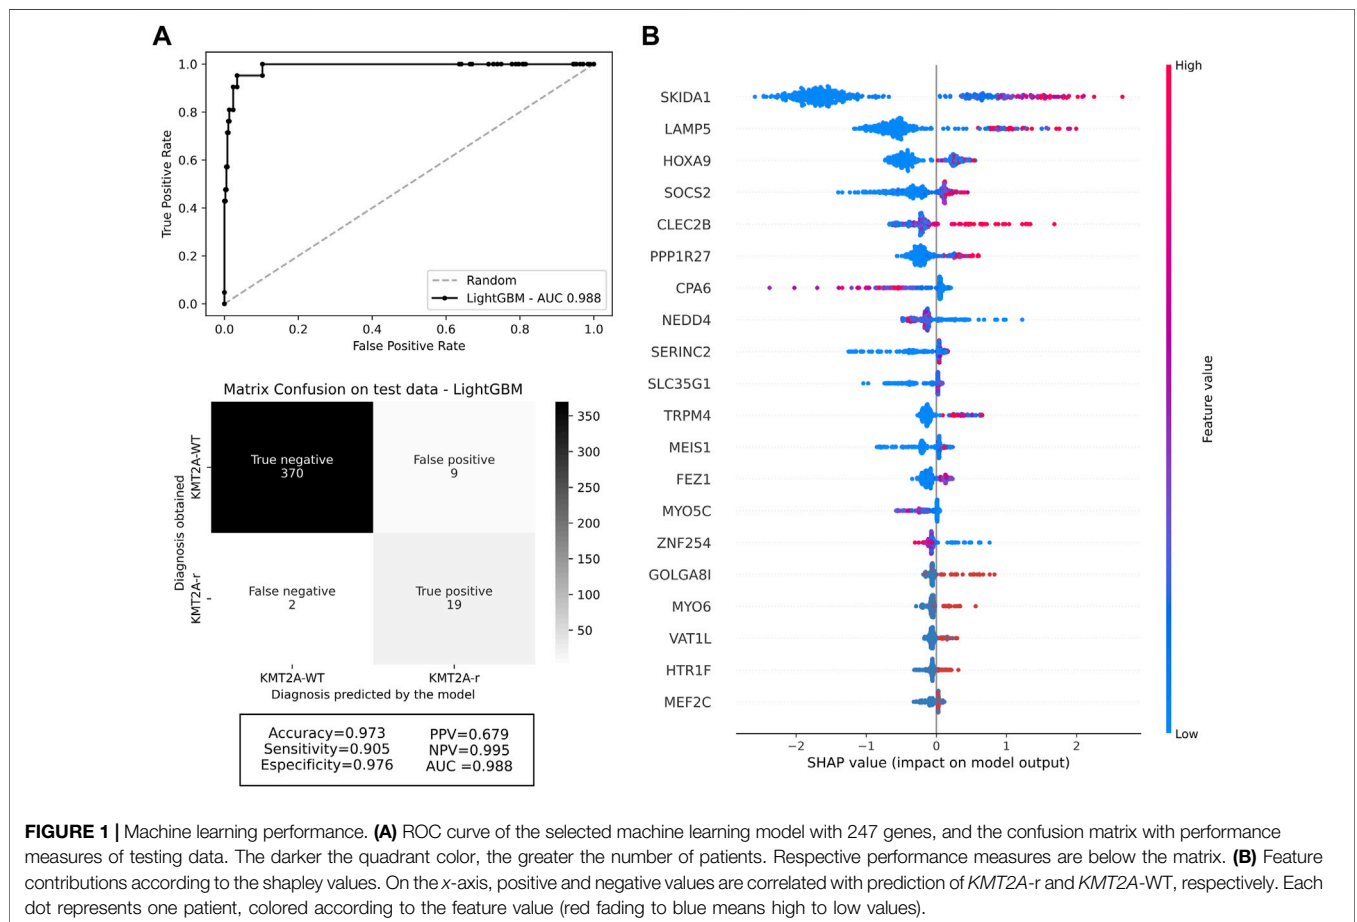 A
1.0
0.8
0.6
0.4
0.2
0.0
True Positive Rate
Random
LightGBM - AUC 0.988
0.0
0.2
0.4
0.6
0.8
1.0
False Positive Rate
Matrix Confusion on test data - LightGBM
Diagnosis obtained
KMT2A-WT
KMT2A-r
True negative
370
False positive
9
False negative
2
True positive
19
KMT2A-WT
KMT2A-r
Diagnosis predicted by the model
350
300
250
200
150
100
50
Accuracy=0.973
PPV=0.679
Sensitivity=0.905
NPV=0.995
Especificity=0.976
AUC =0.988
B
SKIDA1
LAMP5
HOXA9
SOCS2
CLEC2B
PPP1R27
CPA6
NEDD4
SERINC2
SLC35G1
TRPM4
MEIS1
FEZ1
MYO5C
ZNF254
GOLGA8I
MYO6
VAT1L
HTR1F
MEF2C
−2
−1
0
1
2
SHAP value (impact on model output)
High
Feature value
Low
FIGURE 1 | Machine learning performance. (A) ROC curve of the selected machine learning model with 247 genes, and the confusion matrix with performance
measures of testing data. The darker the quadrant color, the greater the number of patients. Respective performance measures are below the matrix. (B) Feature
contributions according to the shapley values. On the x-axis, positive and negative values are correlated with prediction of KMT2A-r and KMT2A-WT, respectively. Each
dot represents one patient, colored according to the feature value (red fading to blue means high to low values).